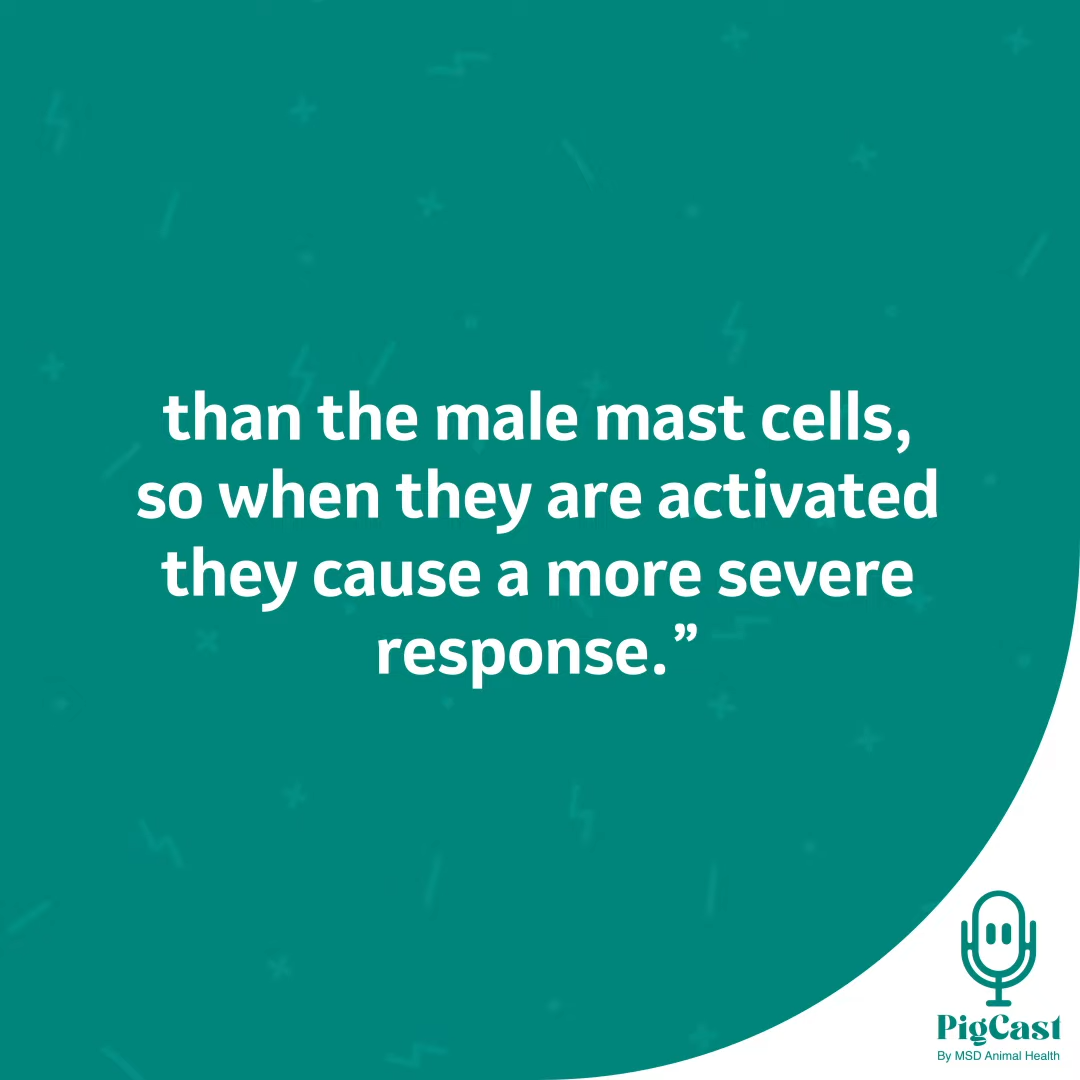 than the male mast cells,
so when they are activated
they cause a more severe
response.”
PigCast
By MSD Animal Health